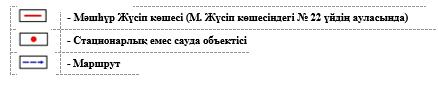 - Мәшһүр Жүсіп көшесі (М. Жүсіп көшесіндегі № 22 үйдің ауласында)
- Стационарлық емес сауда объектісі
- Маршрут